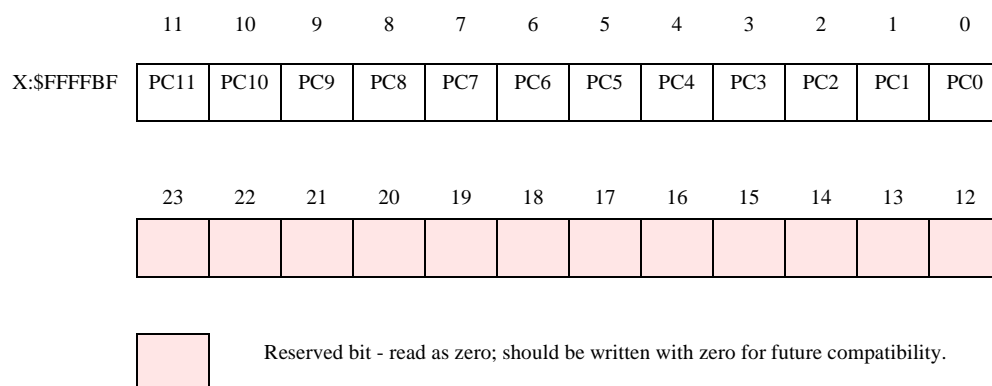 11 10 9 8 7 6 5 4 3 2 1 0
X:$FFFFBF PC11 PC10 PC9 PC8 PC7 PC6 PC5 PC4 PC3 PC2 PC1 PC0
23 22 21 20 19 18 17 16 15 14 13 12
Reserved bit - read as zero; should be written with zero for future compatibility.